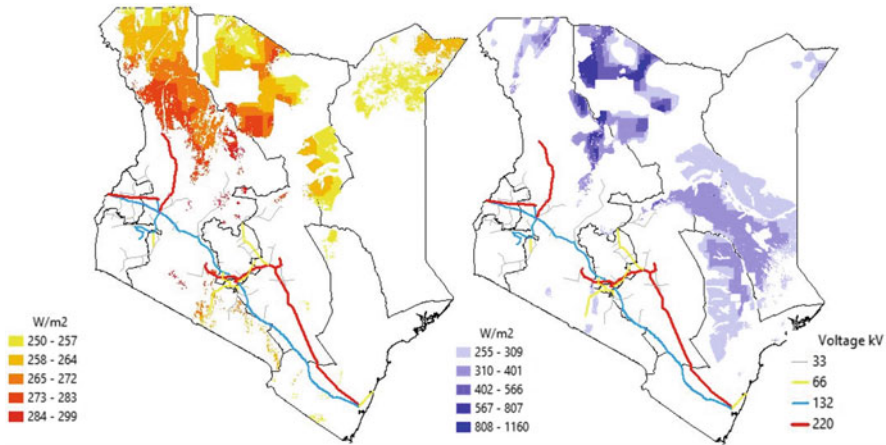 W/m2
250 - 257
258 - 264
265 - 272
273 - 283
284 - 299
W/m2
255 - 309
310 - 401
402 - 566
567 - 807
808 - 1160
Voltage kV
33
66
132
220